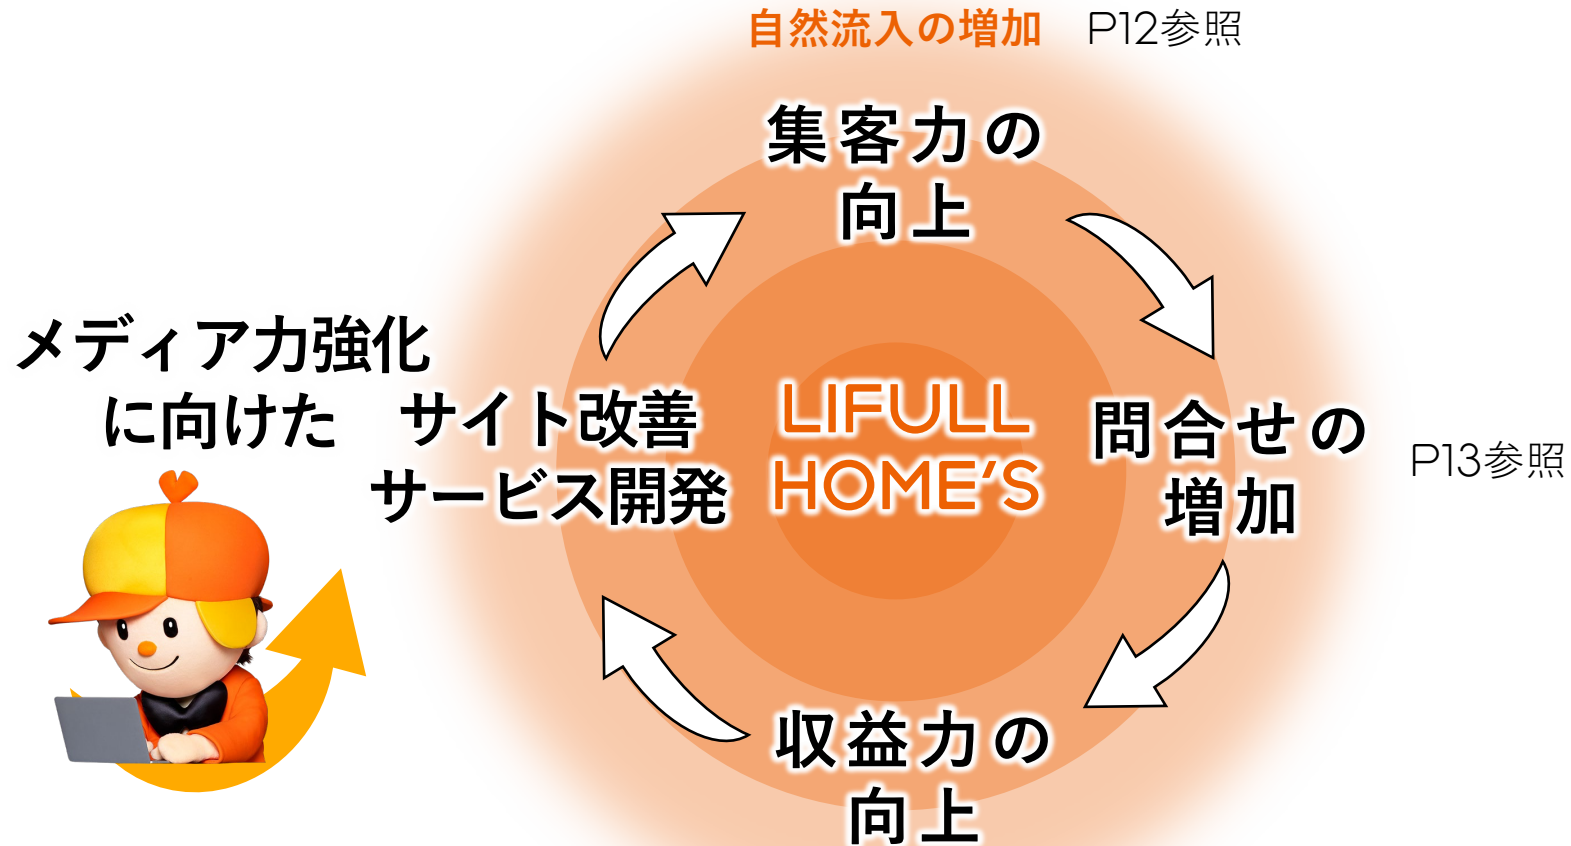 自然流入の増加 P12参照
集客力の
向上
メディア力強化
に向けた
サイト改善
サービス開発
LIFULL
HOME'S
問合せの
増加
P13参照
収益力の
向上